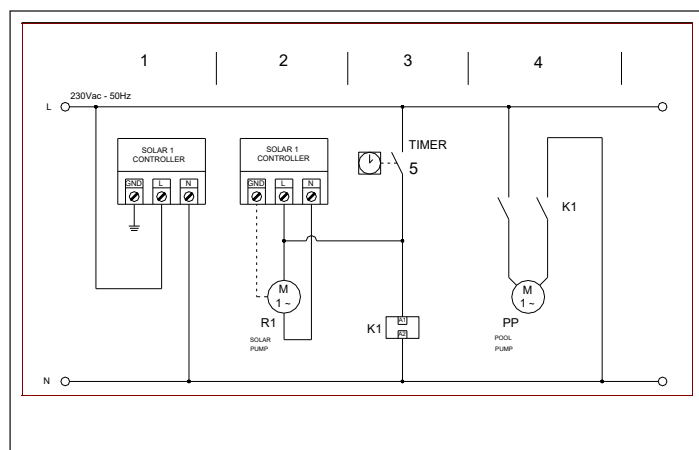 1 2 3 4
230Vac - 50Hz
L
SOLAR 1
CONTROLLER
GND L N
SOLAR 1
CONTROLLER
GND L N
TIMER
5
K1
M
1 ~
R1
SOLAR
PUMP
K1
A1
A2
M
1 ~
PP
POOL
PUMP
N